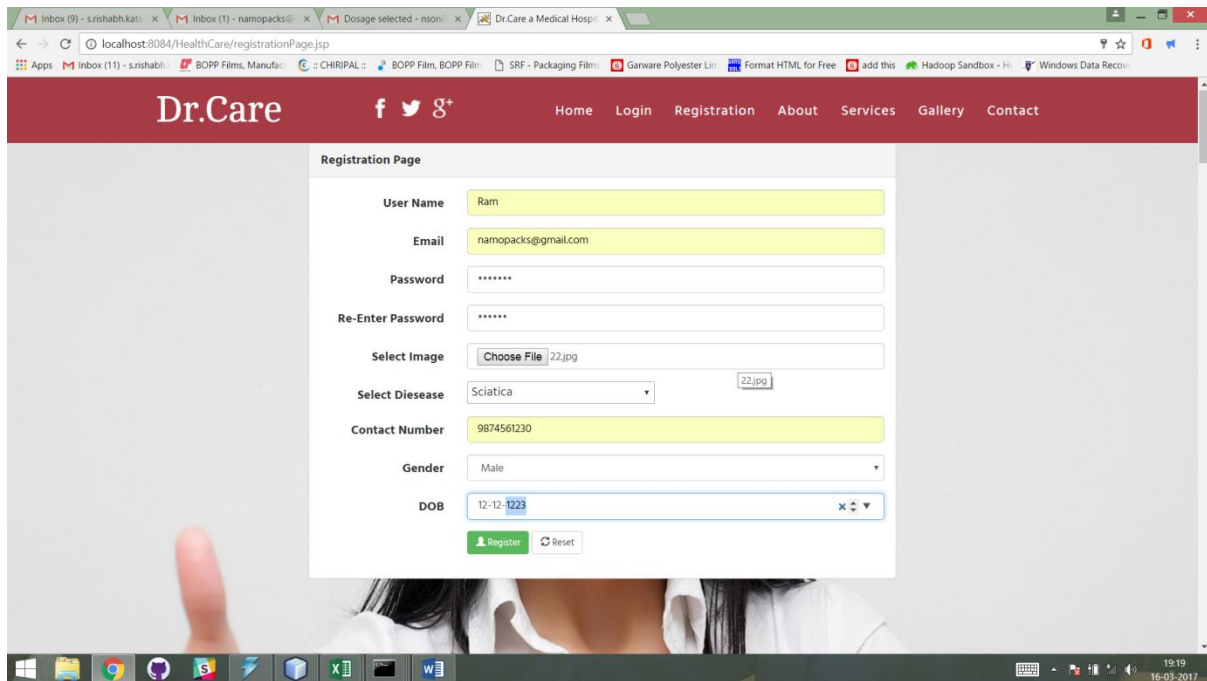 Inbox (9) - s.rishabh.kata
Inbox (1) - namopacks@
Dosage selected - nsoni
Dr.Care a Medical Hospit
localhost:8084/HealthCare/registrationPage.jsp
Apps
Inbox (11) - s.rishabh.
BOPP Films, Manufac
:: CHIRIPAL ::
BOPP Film, BOPP Film
SRF - Packaging Films
Garware Polyester Lim
Format HTML for Free
add this
Hadoop Sandbox - Ho
Windows Data Recov
Dr.Care
Home Login Registration About Services Gallery Contact
Registration Page
User Name Ram
Email namopacks@gmail.com
Password •••••••
Re-Enter Password ••••••
Select Image Choose File 22.jpg
22.jpg
Select Diesease Sciatica
Contact Number 9874561230
Gender Male
DOB 12-12-1223
Register Reset
19:19
16-03-2017